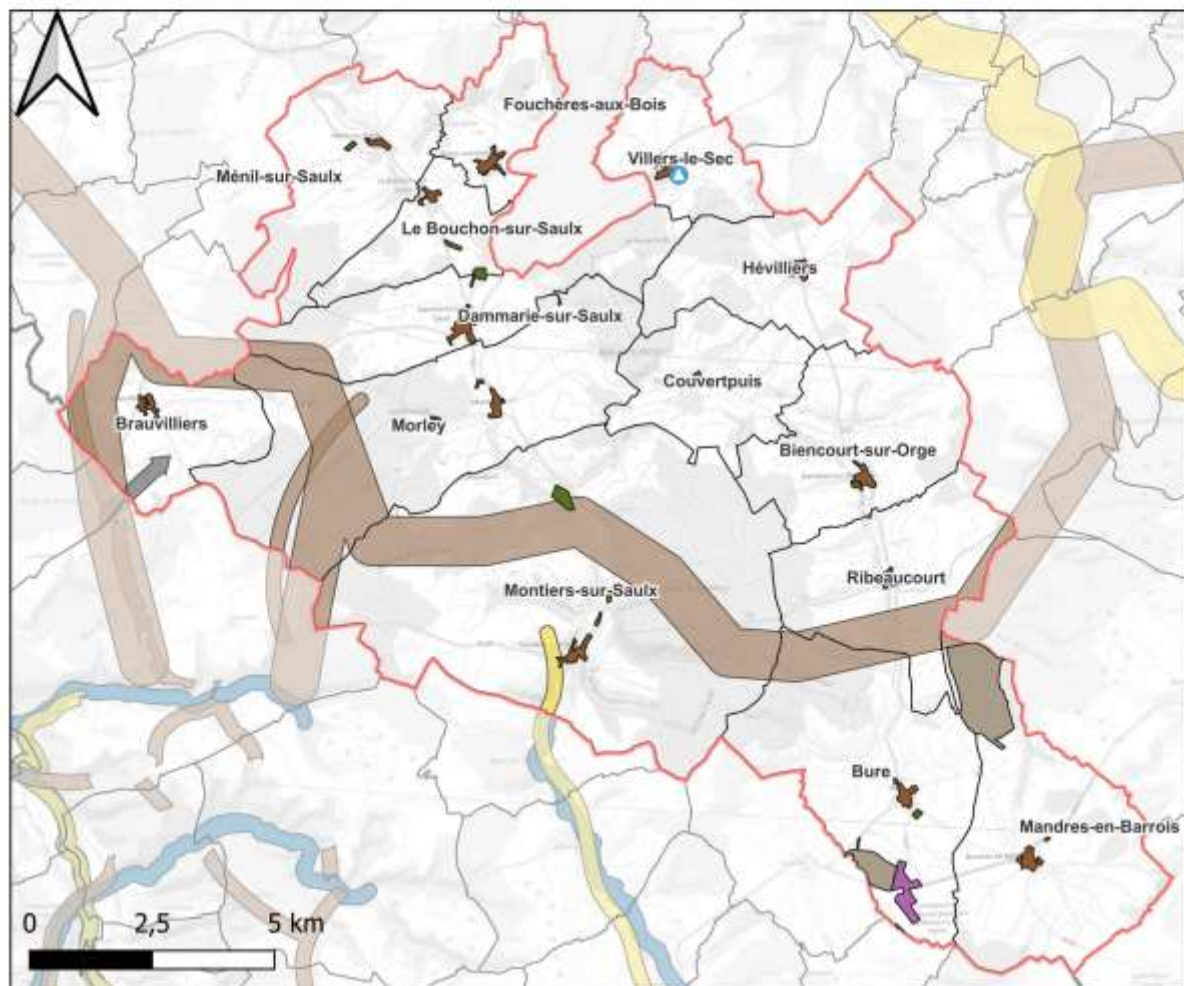 Fouchères-aux-Bois
Villers-le-Sec
Ménil-sur-Saulx
Le Bouchon-sur-Saulx
Hévilliers
Dammarie-sur-Saulx
Couvertpuis
Brauvilliers
Morley
Biencourt-sur-Orge
Ribeaucourt
Montiers-sur-Saulx
Bure
Mandres-en-Barrois
0 2,5 5 km